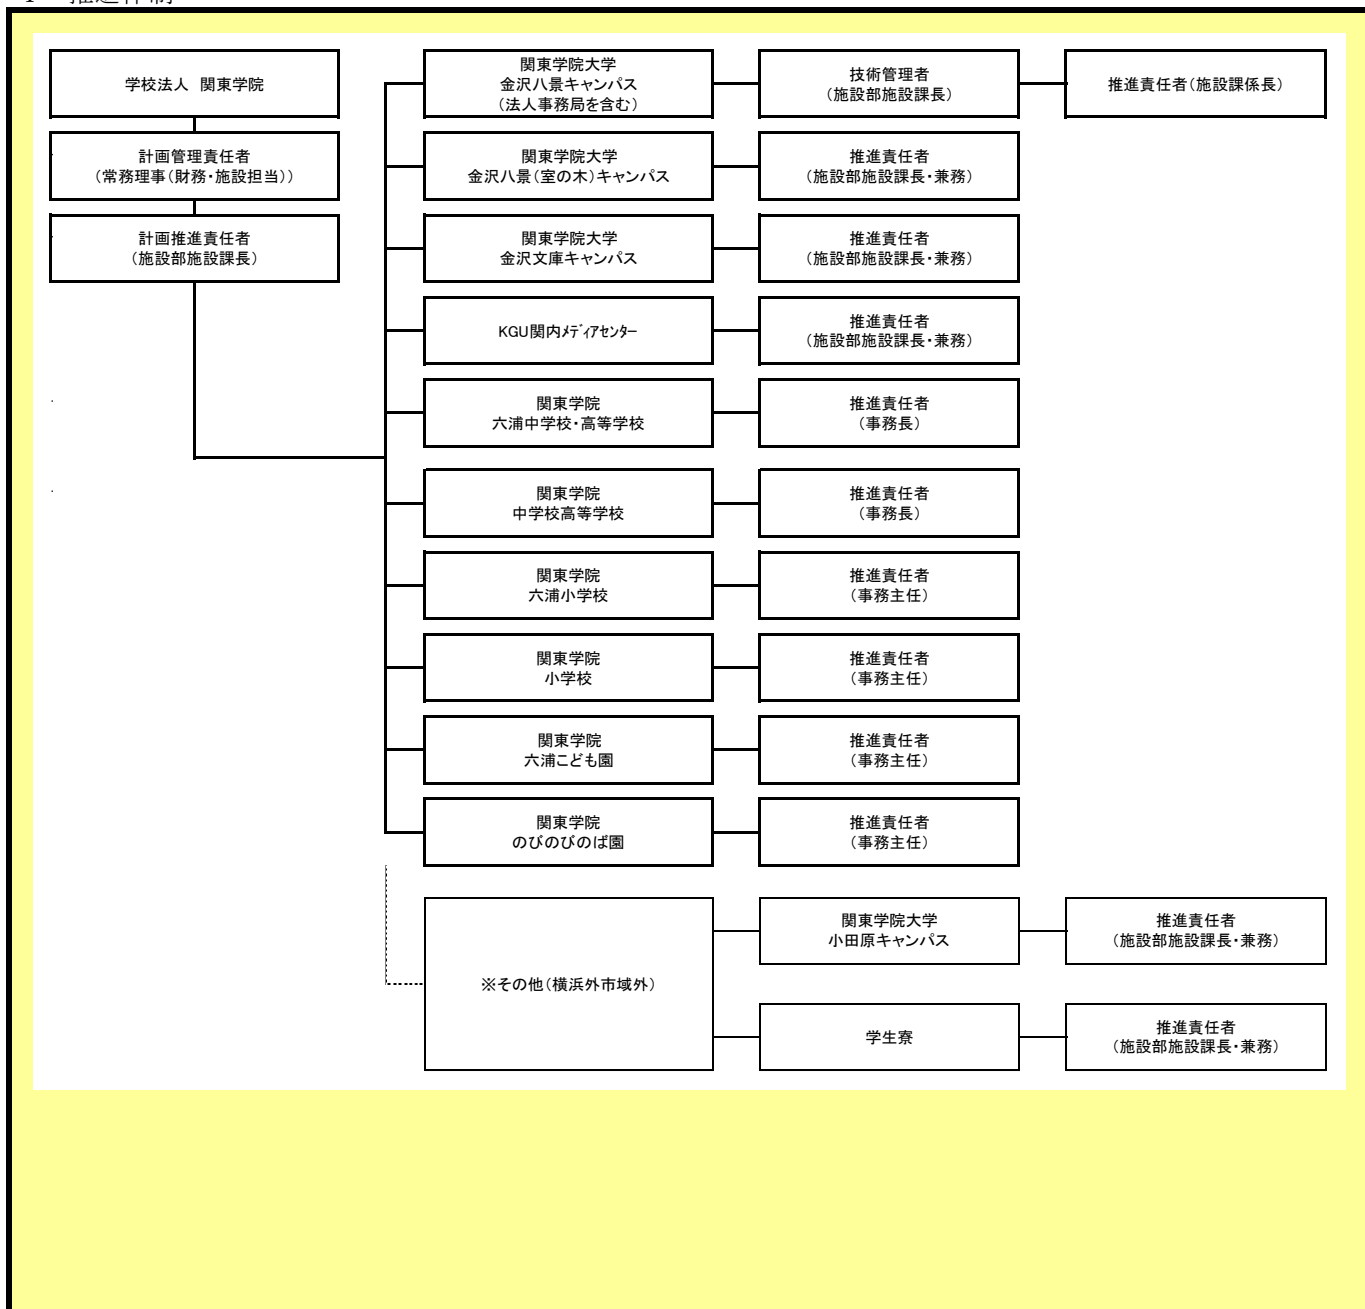 推進体制
学校法人 関東学院
計画管理責任者
(常務理事(財務・施設担当))
計画推進責任者
(施設部施設課長)
関東学院大学
金沢八景キャンパス
(法人事務局を含む)
技術管理者
(施設部施設課長)
推進責任者(施設課係長)
関東学院大学
金沢八景(室の木)キャンパス
推進責任者
(施設部施設課長・兼務)
関東学院大学
金沢文庫キャンパス
推進責任者
(施設部施設課長・兼務)
KGU関内ﾒﾃﾞｨｱｾﾝﾀｰ
推進責任者
(施設部施設課長・兼務)
関東学院
六浦中学校・高等学校
推進責任者
(事務長)
関東学院
中学校高等学校
推進責任者
(事務長)
関東学院
六浦小学校
推進責任者
(事務主任)
関東学院
小学校
推進責任者
(事務主任)
関東学院
六浦こども園
推進責任者
(事務主任)
関東学院
のびのびのば園
推進責任者
(事務主任)
※その他(横浜外市域外)
関東学院大学
小田原キャンパス
推進責任者
(施設部施設課長・兼務)
学生寮
推進責任者
(施設部施設課長・兼務)